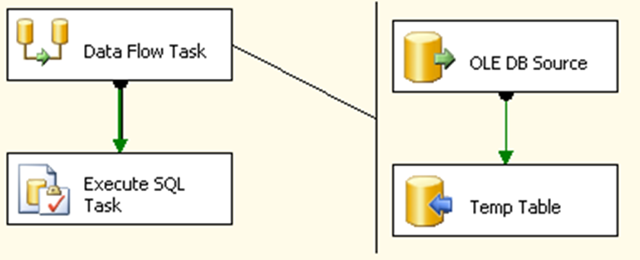 Data Flow Task
Execute SQL
Task
OLE DB Source
Temp Table